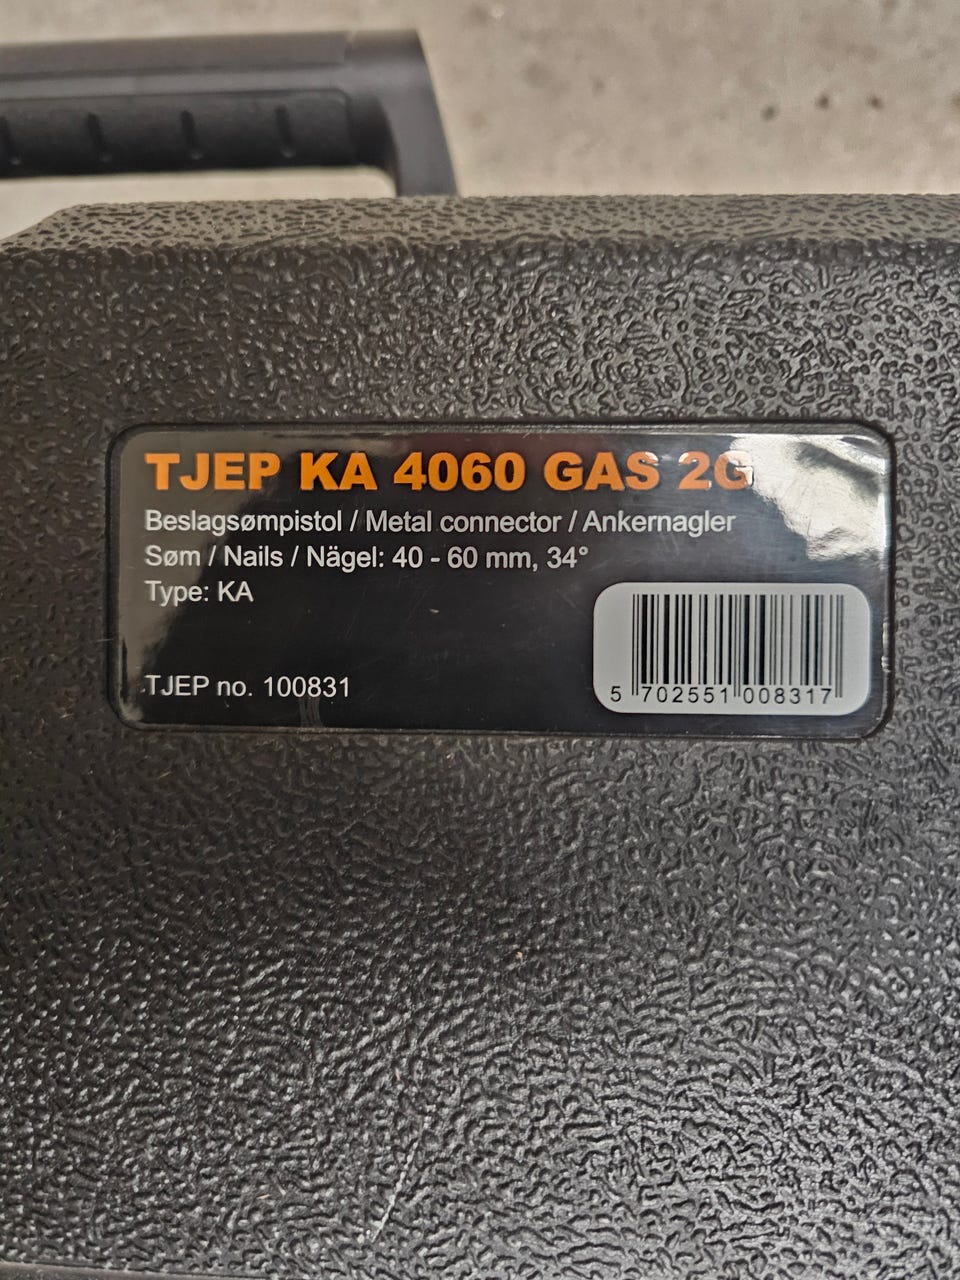 TJEP KA 4060 GAS 2G
Beslagsømpistol / Metal connector / Ankernagler
Søm / Nails / Nägel: 40 - 60 mm, 34°
Type: KA
TJEP no. 100831
5 702551 008317